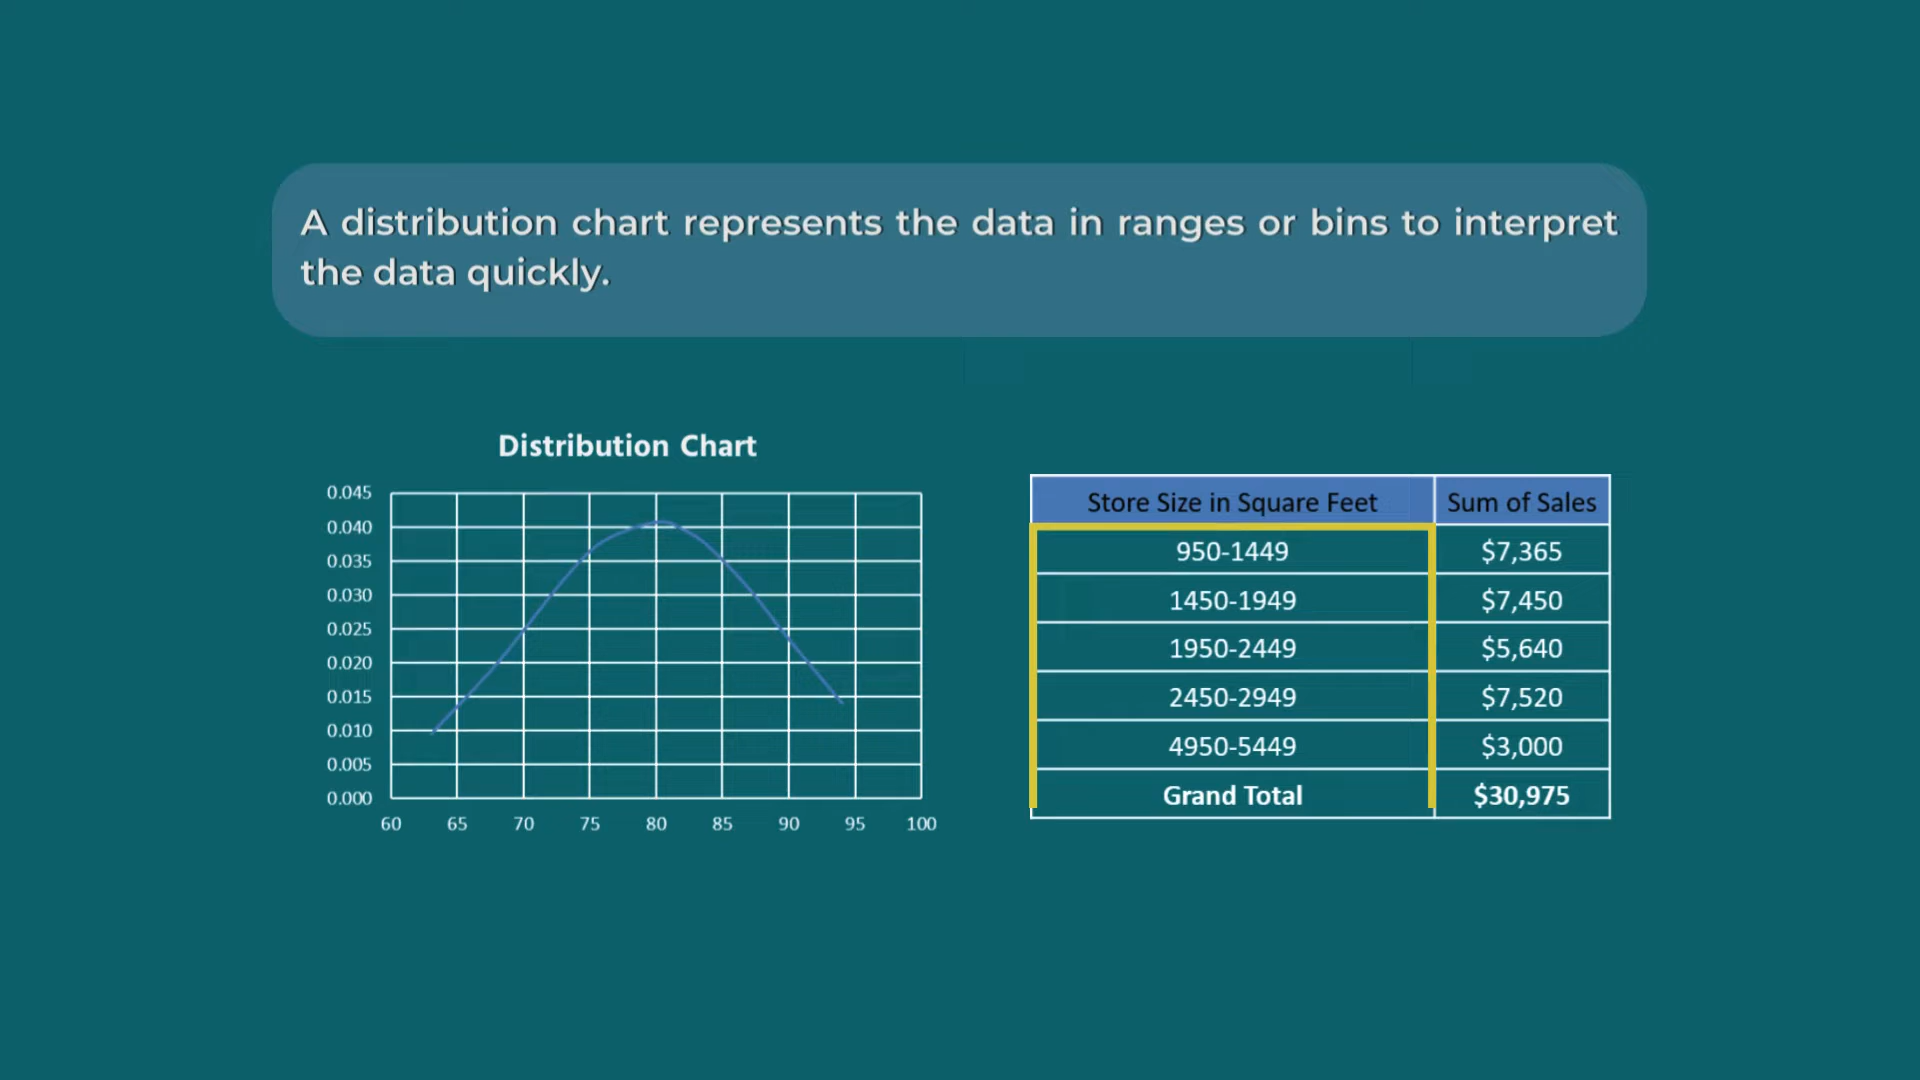 A distribution chart represents the data in ranges or bins to interpret
the data quickly.
Distribution Chart
0.045
0.040
0.035
0.030
0.025
0.020
0.015
0.010
0.005
0.000
60 65 70 75 80 85 90 95 100
Store Size in Square Feet Sum of Sales
950-1449 $7,365
1450-1949 $7,450
1950-2449 $5,640
2450-2949 $7,520
4950-5449 $3,000
Grand Total $30,975